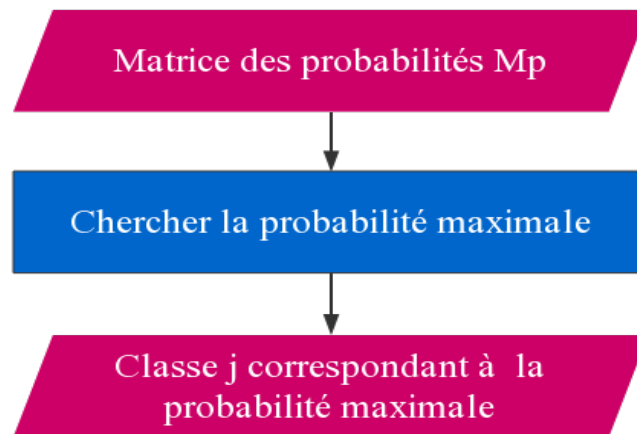 Matrice des probabilités Mp
Chercher la probabilité maximale
Classe j correspondant à la
probabilité maximale